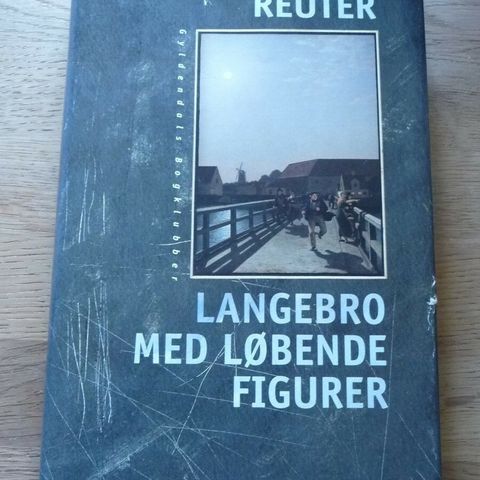 REUTER
Gyldendals Bogklubber
LANGEBRO
MED LØBENDE
FIGURER